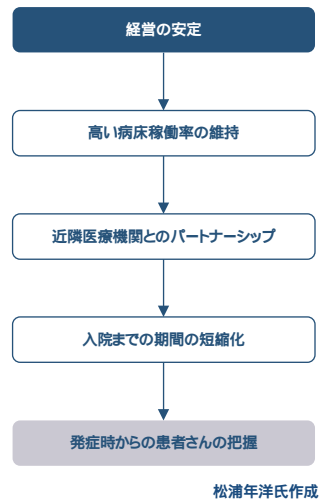 経営の安定
高い病床稼働率の維持
近隣医療機関とのパートナーシップ
入院までの期間の短縮化
発症時からの患者さんの把握
松浦年洋氏作成